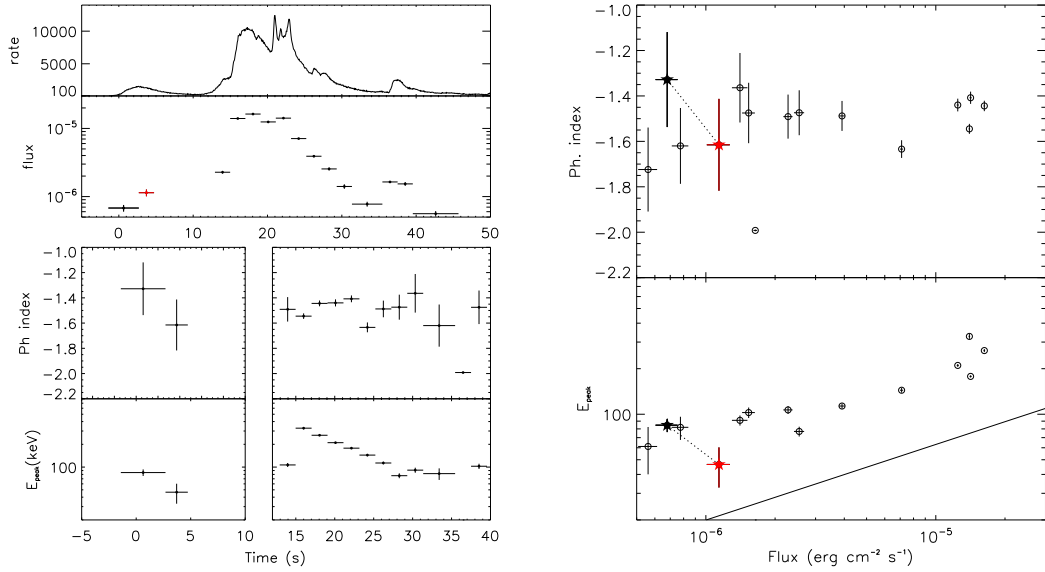 10000
5000
100
rate
10⁻⁵
10⁻⁶
flux
0 10 20 30 40 50
-1.0
-1.2
-1.4
-1.6
-1.8
-2.0
-2.2
Ph index
100
E_peak(keV)
-5 0 5 10
15 20 25 30 35 40
Time (s)
-1.0
-1.2
-1.4
-1.6
-1.8
-2.0
-2.2
Ph. index
100
E_peak
10⁻⁶ 10⁻⁵
Flux (erg cm⁻² s⁻¹)